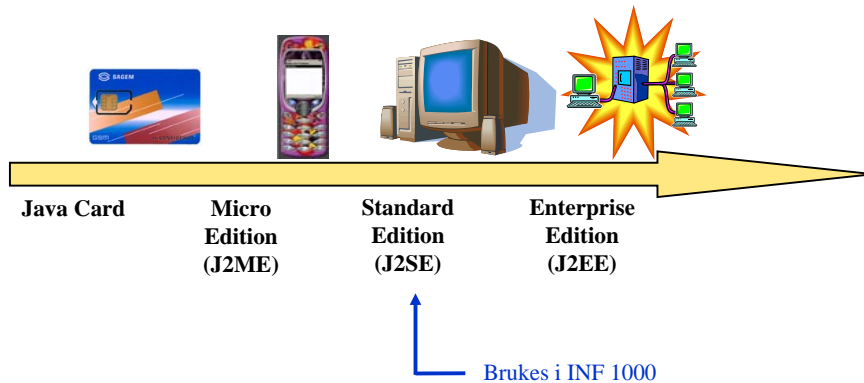 SAGEM
Java Card
Micro
Edition
(J2ME)
Standard
Edition
(J2SE)
Enterprise
Edition
(J2EE)
Brukes i INF 1000